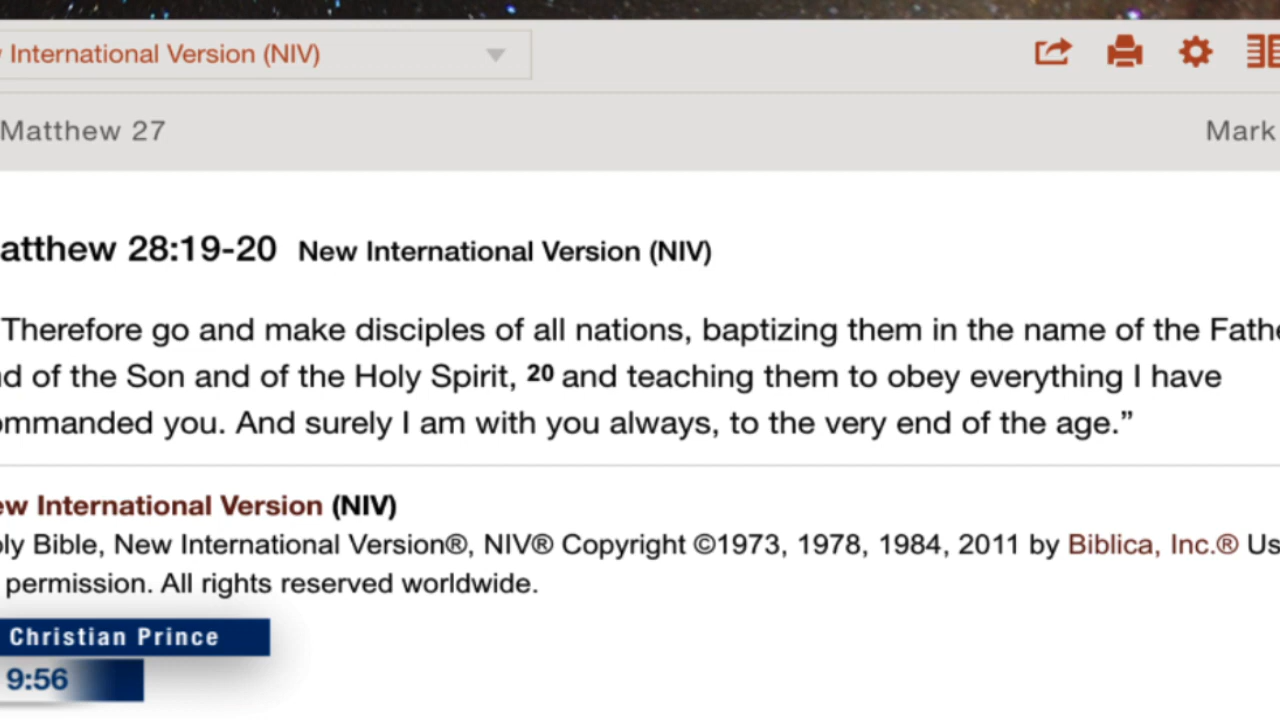 International Version (NIV)
Matthew 27
Mark
atthew 28:19-20 New International Version (NIV)
Therefore go and make disciples of all nations, baptizing them in the name of the Fathe
nd of the Son and of the Holy Spirit, 20 and teaching them to obey everything I have
ommanded you. And surely I am with you always, to the very end of the age.”
ew International Version (NIV)
oly Bible, New International Version®, NIV® Copyright ©1973, 1978, 1984, 2011 by Biblica, Inc.® Us
permission. All rights reserved worldwide.
Christian Prince
9:56